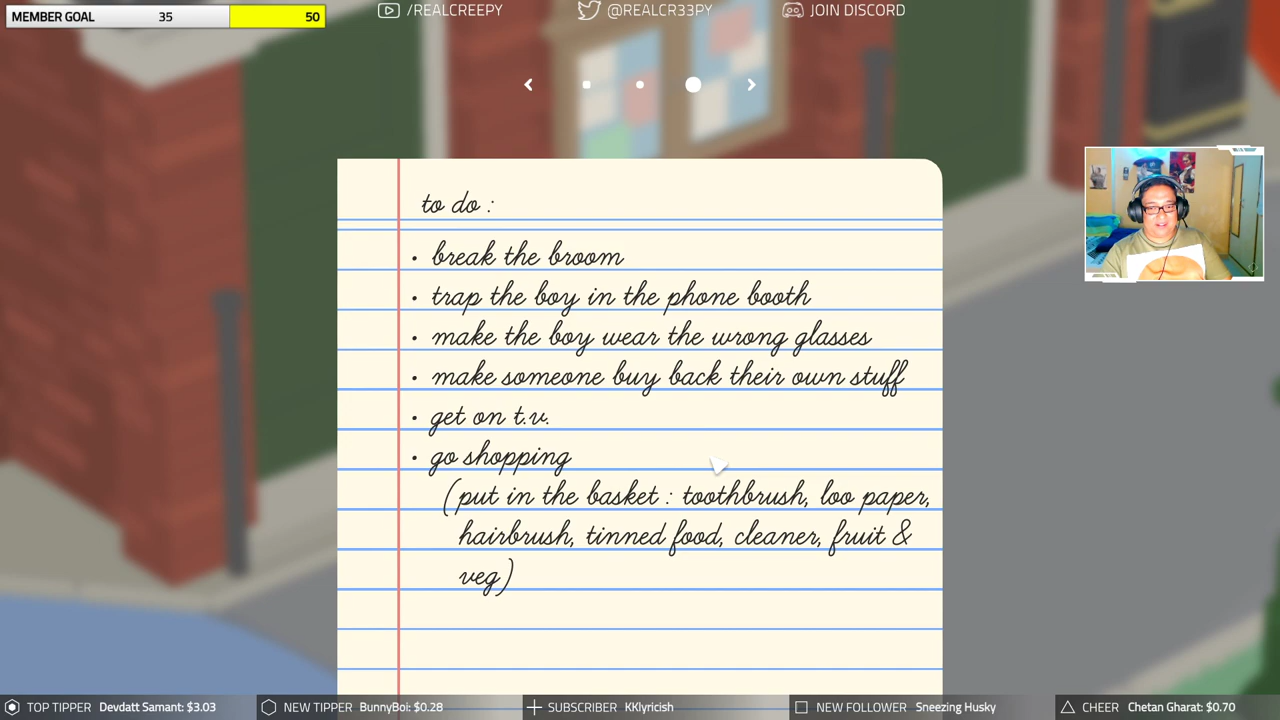 MEMBER GOAL 35 50
/REALCREEPY @REALCR33PY JOIN DISCORD
to do :
• break the broom
• trap the boy in the phone booth
• make the boy wear the wrong glasses
• make someone buy back their own stuff
• get on t.v.
• go shopping
(put in the basket : toothbrush, loo paper,
hairbrush, tinned food, cleaner, fruit &
veg)
TOP TIPPER Devdatt Samant: $3.03 NEW TIPPER BunnyBoi: $0.28 SUBSCRIBER KKlyricish NEW FOLLOWER Sneezing Husky CHEER Chetan Gharat: $0.70